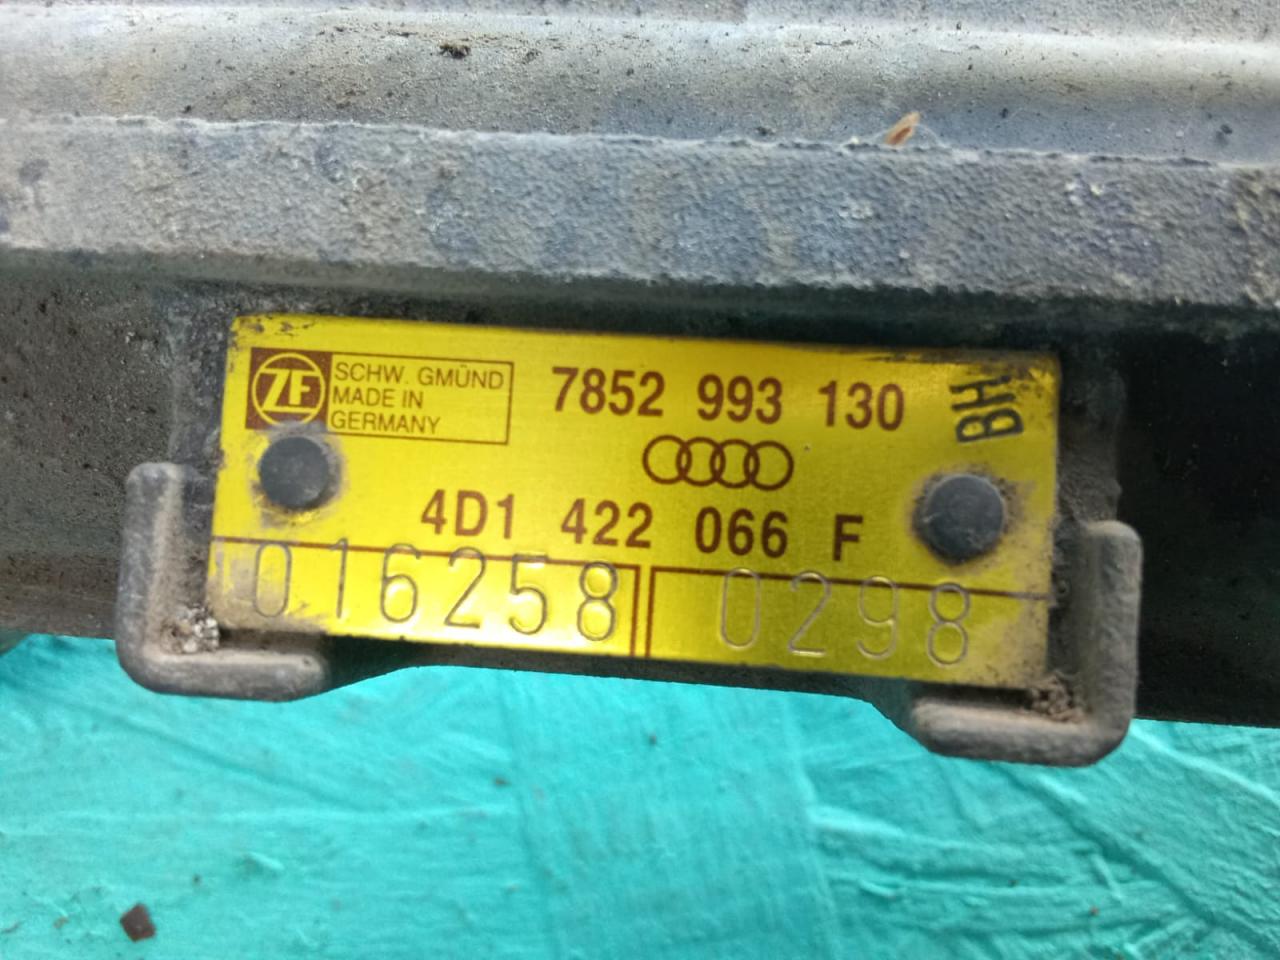 ZF
SCHW. GMÜND
MADE IN
GERMANY
7852 993 130
BH
4D1 422 066 F
016258 0298